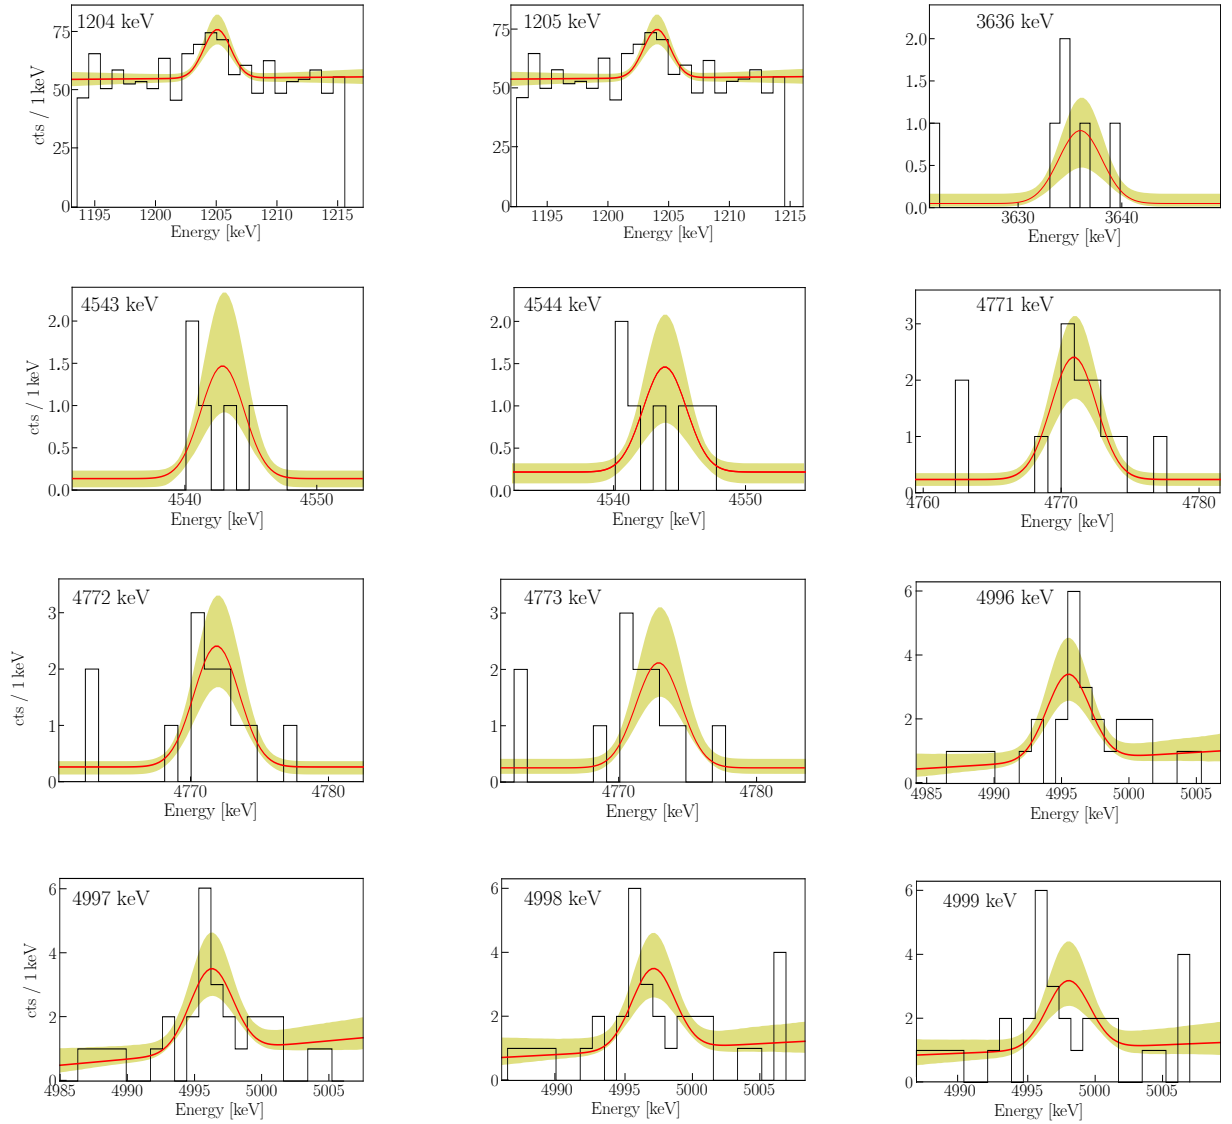 1204 keV
75
50
25
0
cts / 1 keV
1195 1200 1205 1210 1215
Energy [keV]
1205 keV
75
50
25
0
1195 1200 1205 1210 1215
Energy [keV]
3636 keV
2.0
1.5
1.0
0.5
0.0
3630 3640
Energy [keV]
4543 keV
2.0
1.5
1.0
0.5
0.0
cts / 1 keV
4540 4550
Energy [keV]
4544 keV
2.0
1.5
1.0
0.5
0.0
4540 4550
Energy [keV]
4771 keV
3
2
1
0
4760 4770 4780
Energy [keV]
4772 keV
3
2
1
0
cts / 1 keV
4770 4780
Energy [keV]
4773 keV
3
2
1
0
4770 4780
Energy [keV]
4996 keV
6
4
2
0
4985 4990 4995 5000 5005
Energy [keV]
4997 keV
6
4
2
0
cts / 1 keV
4985 4990 4995 5000 5005
Energy [keV]
4998 keV
6
4
2
0
4990 4995 5000 5005
Energy [keV]
4999 keV
6
4
2
0
4990 4995 5000 5005
Energy [keV]